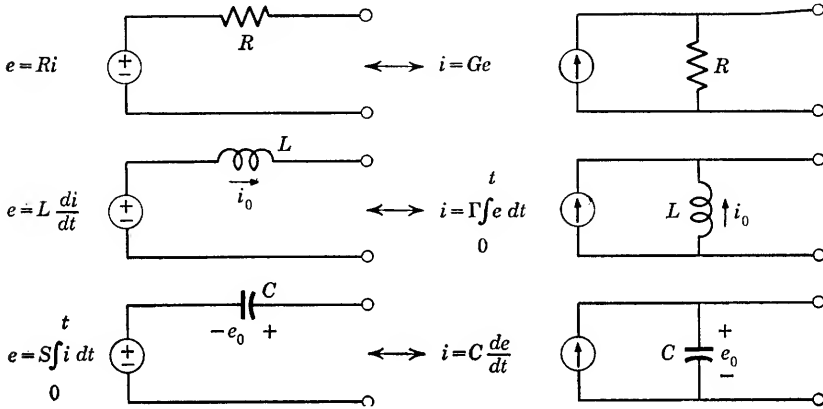 R
e = Ri
+
−
i = Ge
R
L
i₀
e = L di/dt
+
−
t
i = Γ∫e dt
0
L
i₀
C
− e₀ +
t
e = S∫i dt
0
+
−
i = C de/dt
C
+
e₀
−